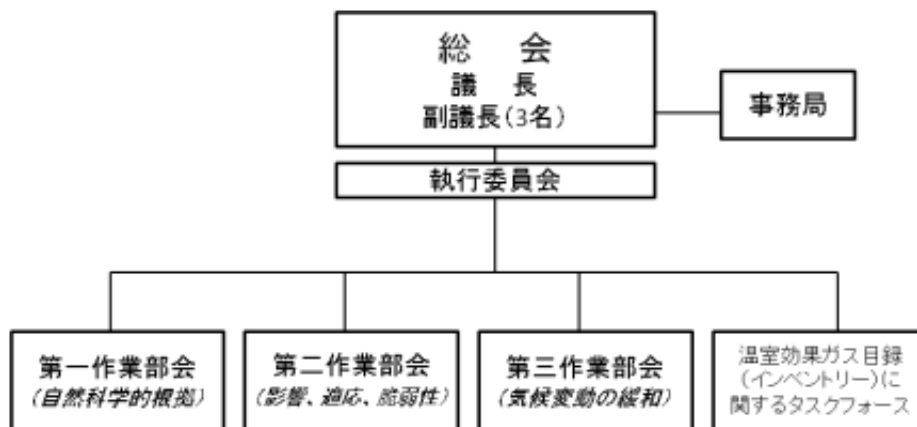 総 会
議 長
副議長(3名)
事務局
執行委員会
第一作業部会
(自然科学的根拠)
第二作業部会
(影響、適応、脆弱性)
第三作業部会
(気候変動の緩和)
温室効果ガス目録
(インベントリー)に
関するタスクフォース